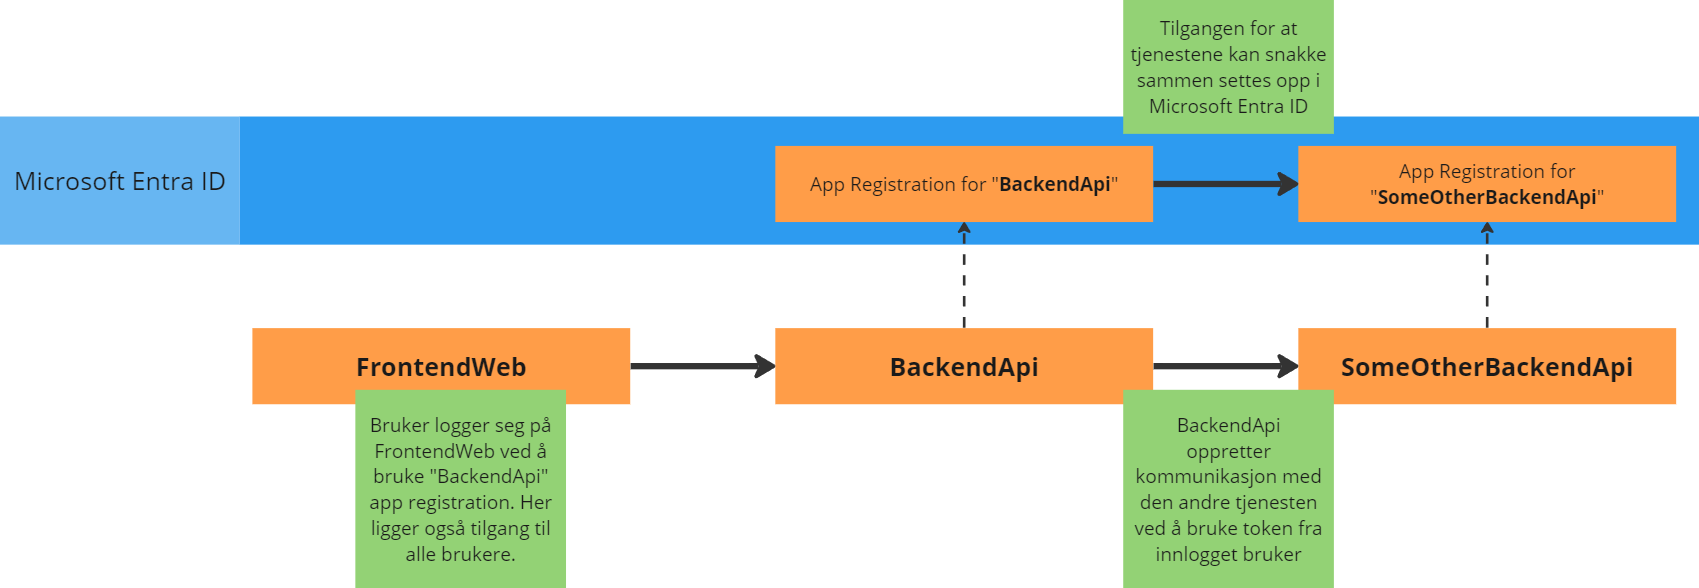 Tilgangen for at
tjenestene kan snakke
sammen settes opp i
Microsoft Entra ID
Microsoft Entra ID
App Registration for "BackendApi"
App Registration for
"SomeOtherBackendApi"
FrontendWeb
BackendApi
SomeOtherBackendApi
Bruker logger seg på
FrontendWeb ved å
bruke "BackendApi"
app registration. Her
ligger også tilgang til
alle brukere.
BackendApi
oppretter
kommunikasjon med
den andre tjenesten
ved å bruke token fra
innlogget bruker